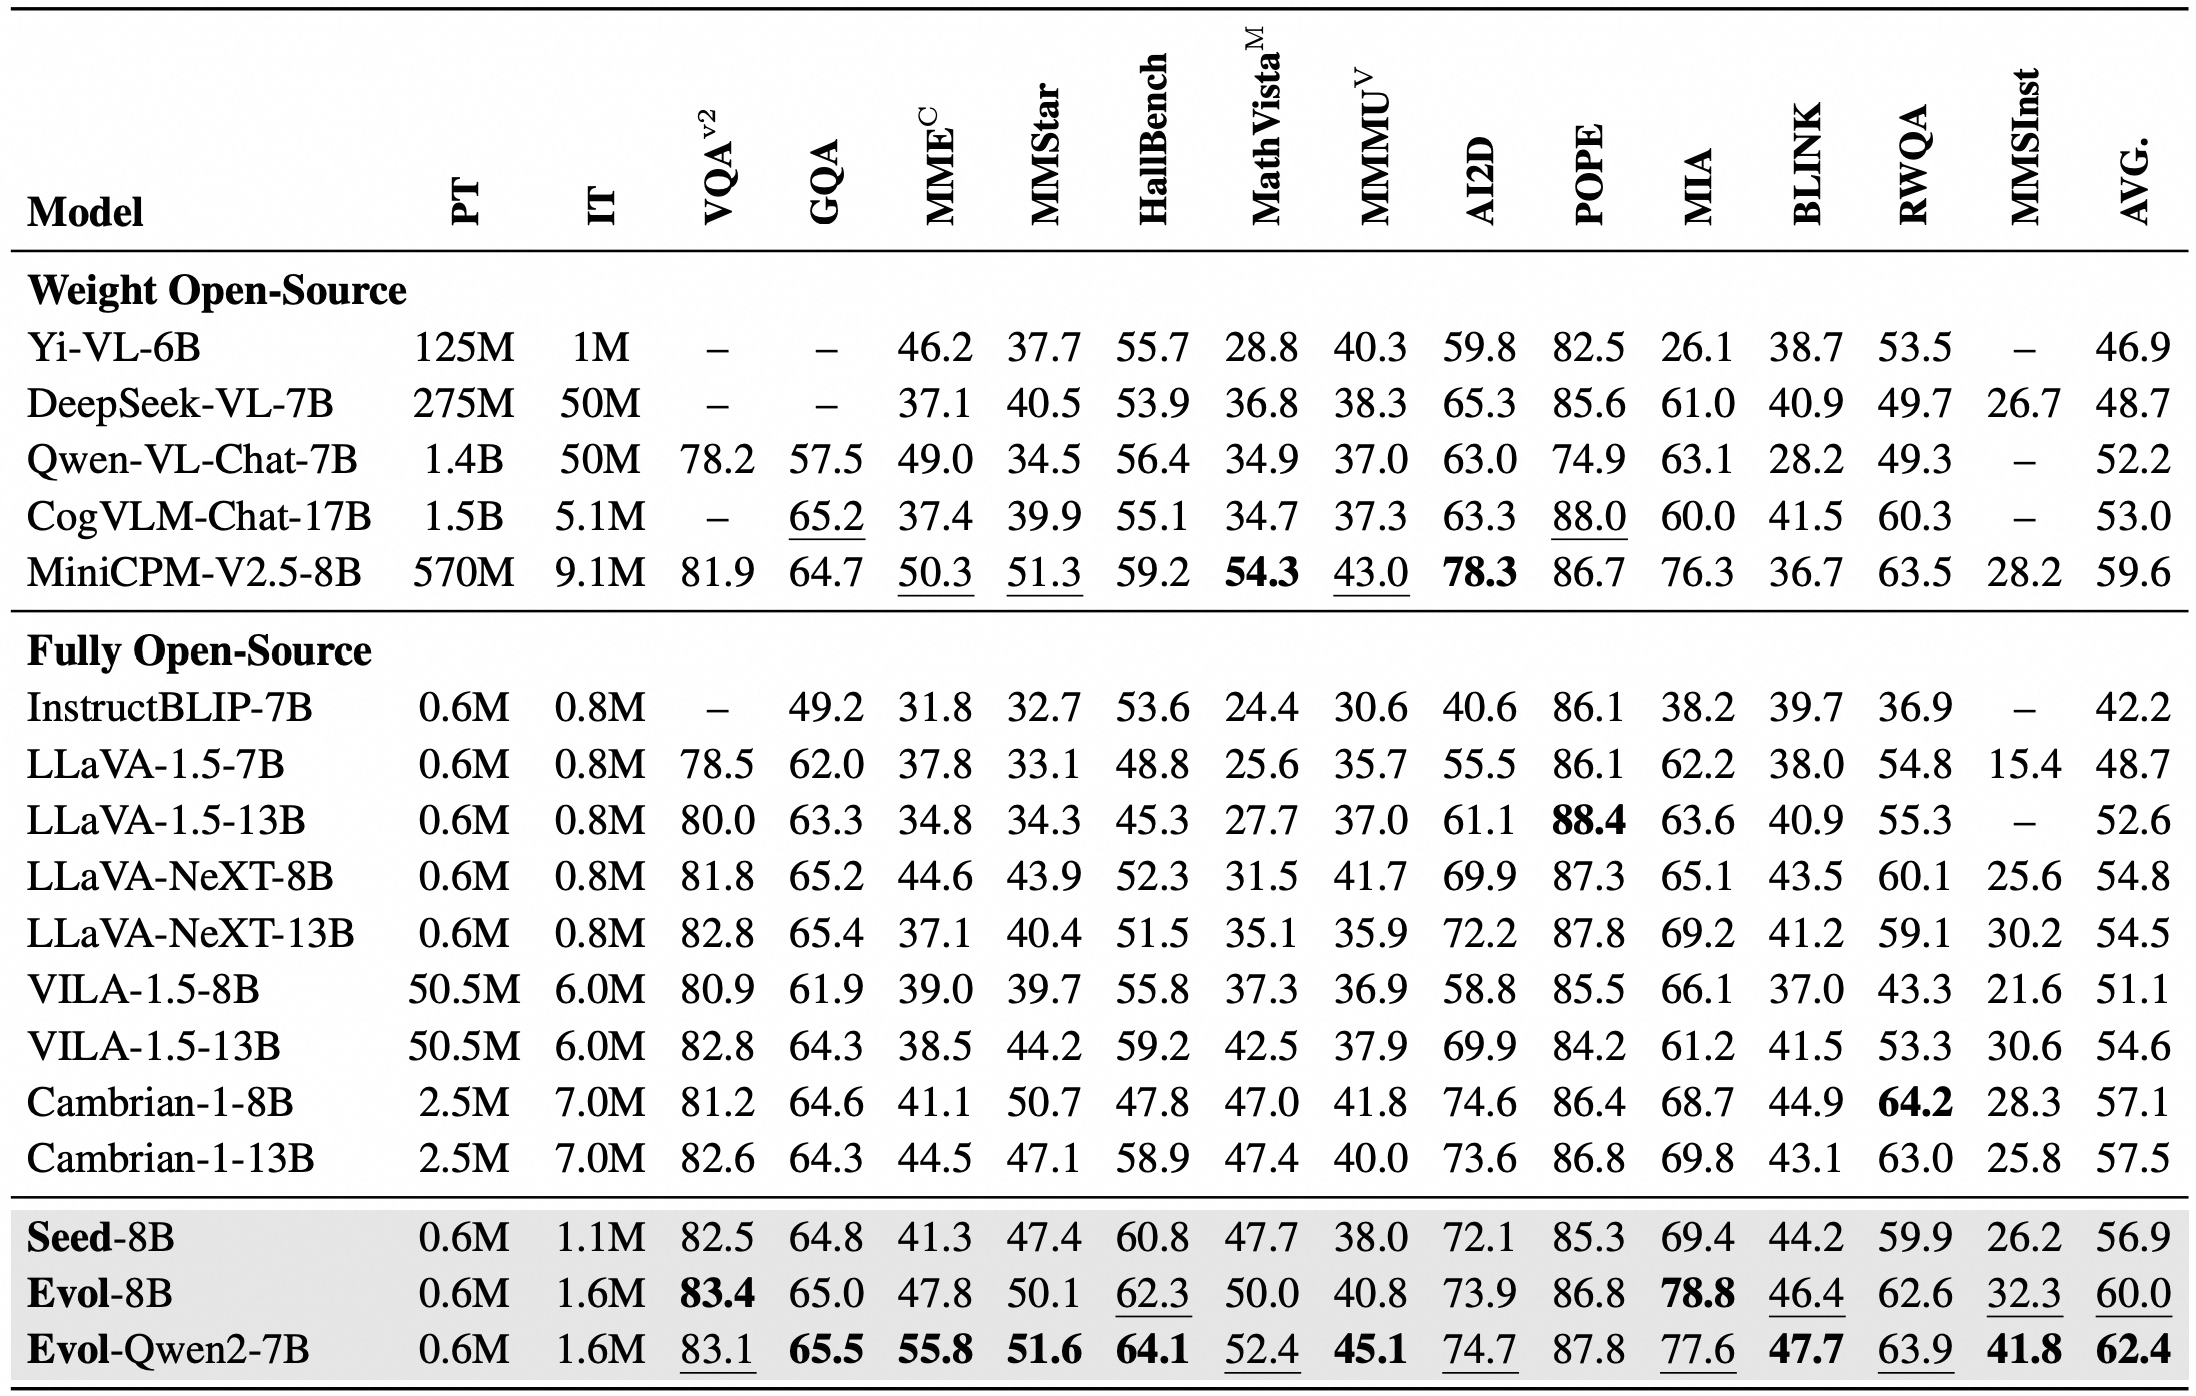 Model PT IT VQA^v2 GQA MME^C MMStar HallBench MathVista^M MMMU^V AI2D POPE MIA BLINK RWQA MMSInst AVG.
Weight Open-Source
Yi-VL-6B 125M 1M – – 46.2 37.7 55.7 28.8 40.3 59.8 82.5 26.1 38.7 53.5 – 46.9
DeepSeek-VL-7B 275M 50M – – 37.1 40.5 53.9 36.8 38.3 65.3 85.6 61.0 40.9 49.7 26.7 48.7
Qwen-VL-Chat-7B 1.4B 50M 78.2 57.5 49.0 34.5 56.4 34.9 37.0 63.0 74.9 63.1 28.2 49.3 – 52.2
CogVLM-Chat-17B 1.5B 5.1M – 65.2 37.4 39.9 55.1 34.7 37.3 63.3 88.0 60.0 41.5 60.3 – 53.0
MiniCPM-V2.5-8B 570M 9.1M 81.9 64.7 50.3 51.3 59.2 54.3 43.0 78.3 86.7 76.3 36.7 63.5 28.2 59.6
Fully Open-Source
InstructBLIP-7B 0.6M 0.8M – 49.2 31.8 32.7 53.6 24.4 30.6 40.6 86.1 38.2 39.7 36.9 – 42.2
LLaVA-1.5-7B 0.6M 0.8M 78.5 62.0 37.8 33.1 48.8 25.6 35.7 55.5 86.1 62.2 38.0 54.8 15.4 48.7
LLaVA-1.5-13B 0.6M 0.8M 80.0 63.3 34.8 34.3 45.3 27.7 37.0 61.1 88.4 63.6 40.9 55.3 – 52.6
LLaVA-NeXT-8B 0.6M 0.8M 81.8 65.2 44.6 43.9 52.3 31.5 41.7 69.9 87.3 65.1 43.5 60.1 25.6 54.8
LLaVA-NeXT-13B 0.6M 0.8M 82.8 65.4 37.1 40.4 51.5 35.1 35.9 72.2 87.8 69.2 41.2 59.1 30.2 54.5
VILA-1.5-8B 50.5M 6.0M 80.9 61.9 39.0 39.7 55.8 37.3 36.9 58.8 85.5 66.1 37.0 43.3 21.6 51.1
VILA-1.5-13B 50.5M 6.0M 82.8 64.3 38.5 44.2 59.2 42.5 37.9 69.9 84.2 61.2 41.5 53.3 30.6 54.6
Cambrian-1-8B 2.5M 7.0M 81.2 64.6 41.1 50.7 47.8 47.0 41.8 74.6 86.4 68.7 44.9 64.2 28.3 57.1
Cambrian-1-13B 2.5M 7.0M 82.6 64.3 44.5 47.1 58.9 47.4 40.0 73.6 86.8 69.8 43.1 63.0 25.8 57.5
Seed-8B 0.6M 1.1M 82.5 64.8 41.3 47.4 60.8 47.7 38.0 72.1 85.3 69.4 44.2 59.9 26.2 56.9
Evol-8B 0.6M 1.6M 83.4 65.0 47.8 50.1 62.3 50.0 40.8 73.9 86.8 78.8 46.4 62.6 32.3 60.0
Evol-Qwen2-7B 0.6M 1.6M 83.1 65.5 55.8 51.6 64.1 52.4 45.1 74.7 87.8 77.6 47.7 63.9 41.8 62.4